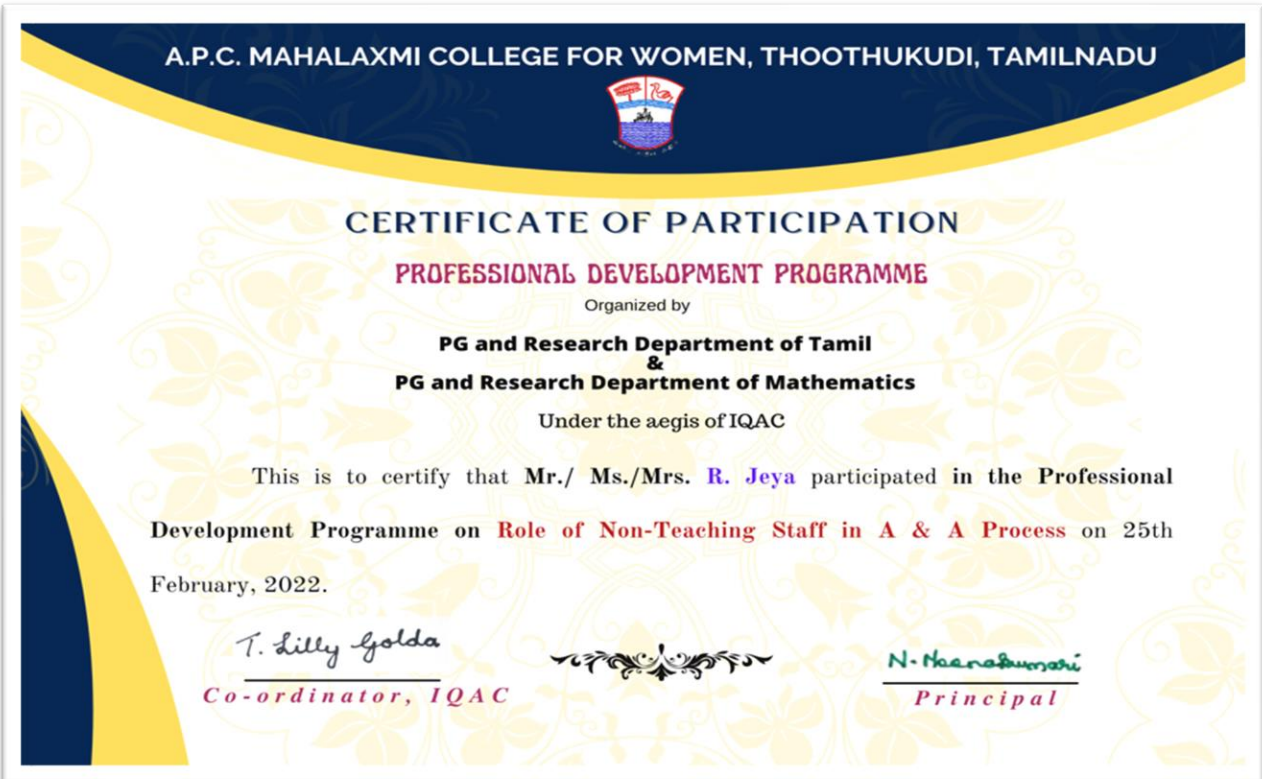 A.P.C. MAHALAXMI COLLEGE FOR WOMEN, THOOTHUKUDI, TAMILNADU
CERTIFICATE OF PARTICIPATION
PROFESSIONAL DEVELOPMENT PROGRAMME
Organized by
PG and Research Department of Tamil
&
PG and Research Department of Mathematics
Under the aegis of IQAC
This is to certify that Mr./ Ms./Mrs. R. Jeya participated in the Professional
Development Programme on Role of Non-Teaching Staff in A & A Process on 25th
February, 2022.
T. Lilly Golda
N. Meenakumari
Co-ordinator, IQAC
Principal